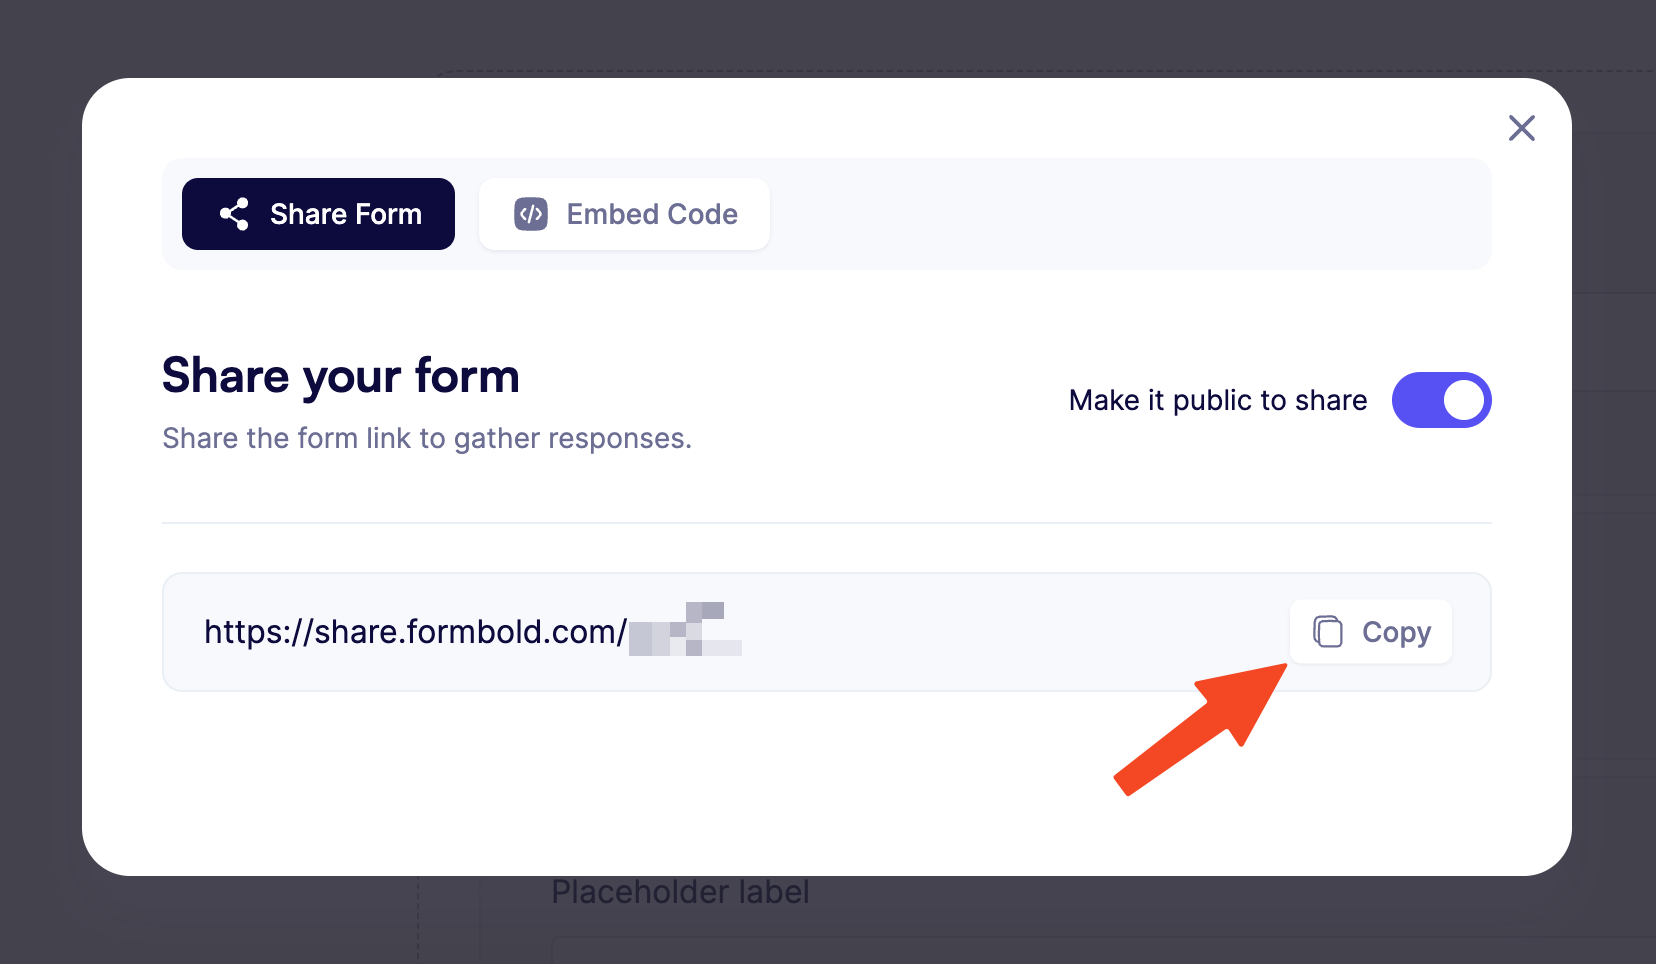 Share Form
Embed Code
Share your form
Make it public to share
Share the form link to gather responses.
https://share.formbold.com/
Copy
Placeholder label